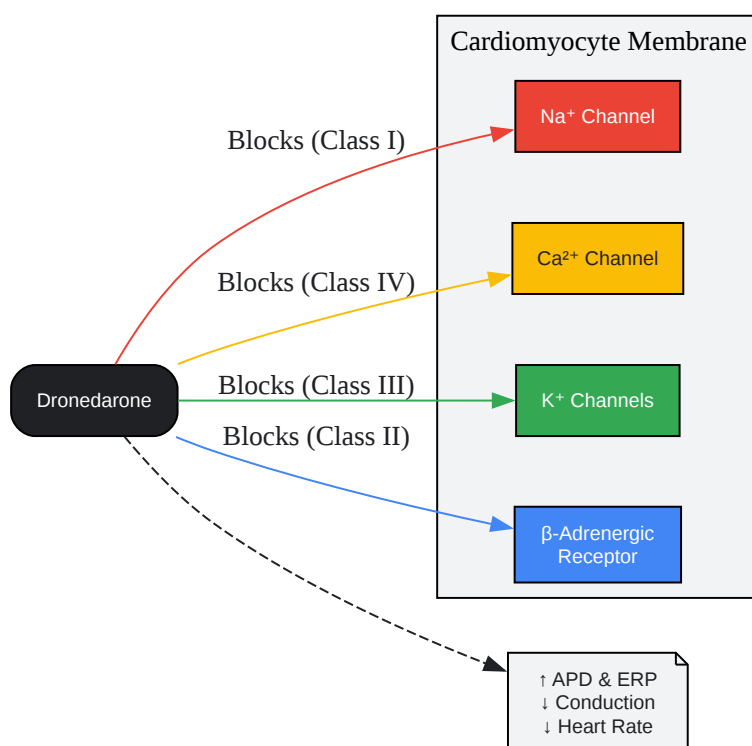 Cardiomyocyte Membrane
Na⁺ Channel
Blocks (Class I)
Ca²⁺ Channel
Blocks (Class IV)
Dronedarone
Blocks (Class III)
K⁺ Channels
Blocks (Class II)
β-Adrenergic
Receptor
↑ APD & ERP
↓ Conduction
↓ Heart Rate